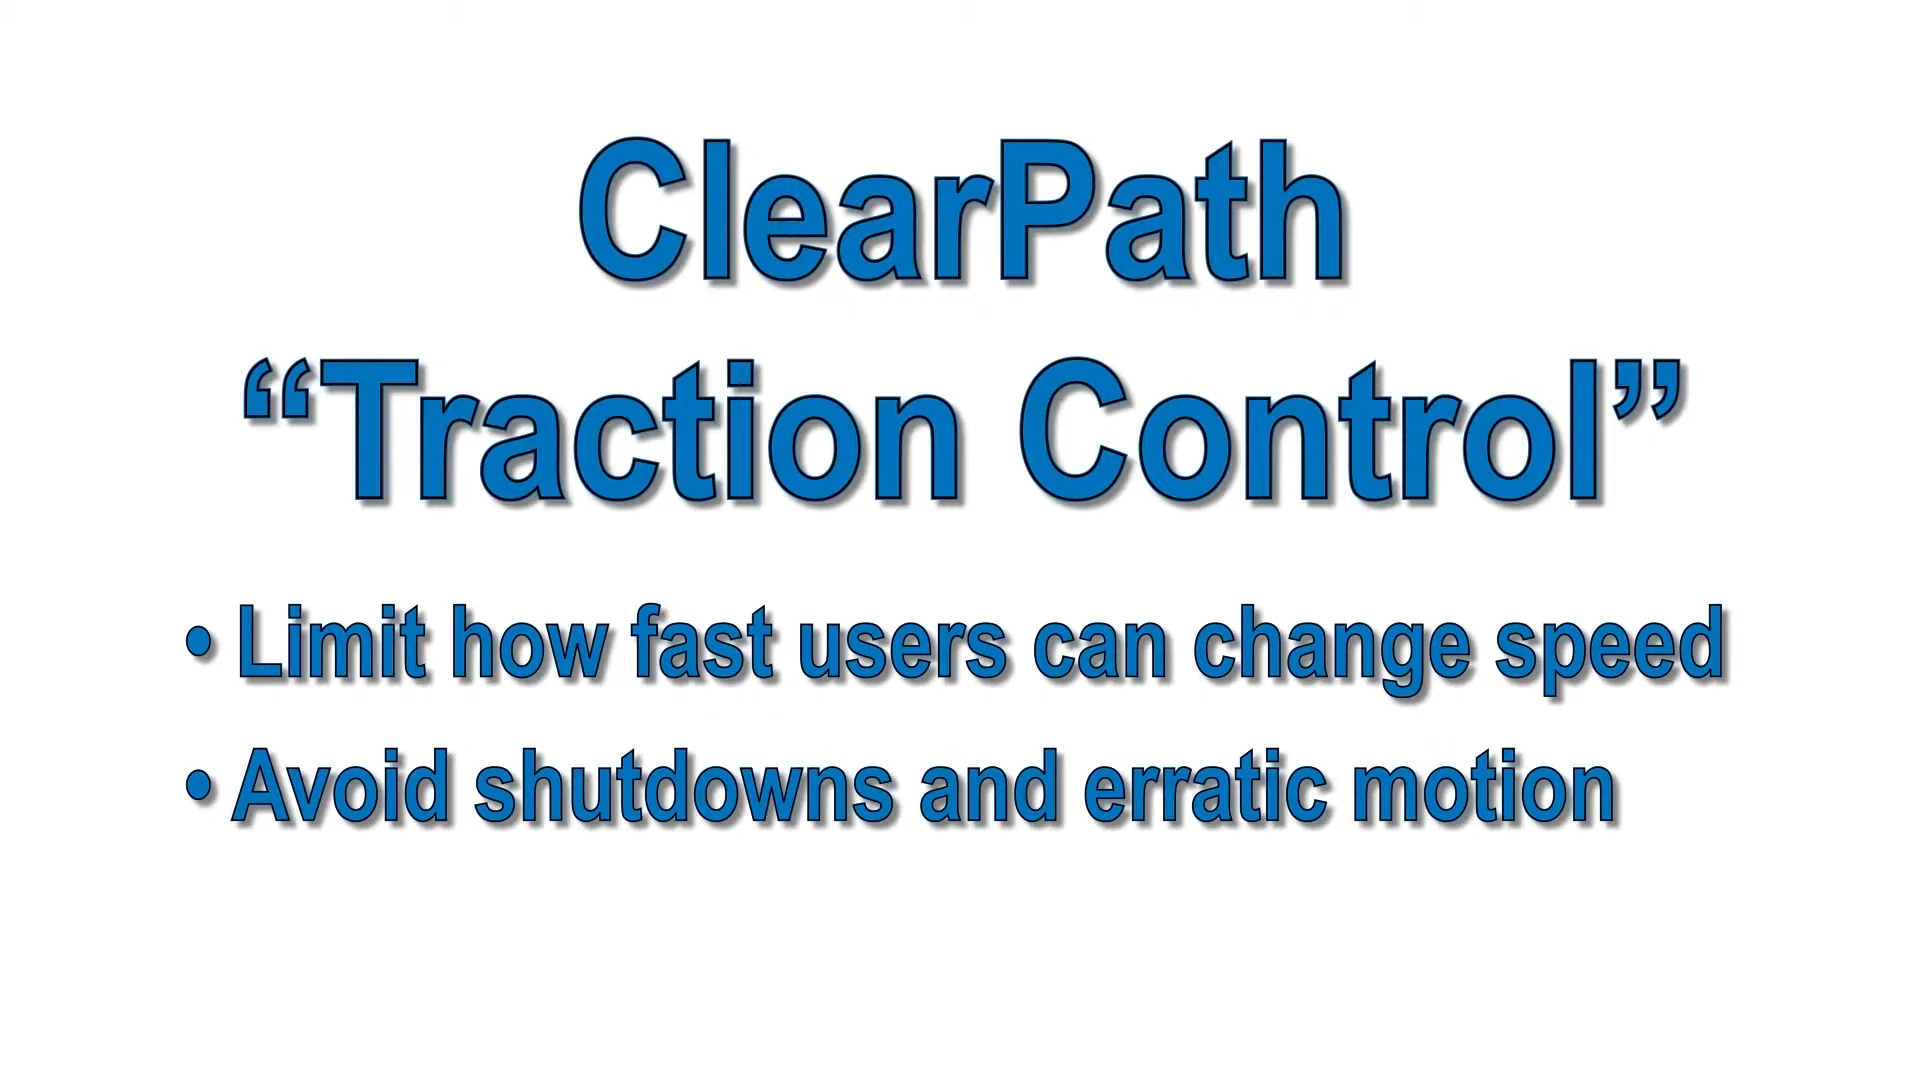 ClearPath
“Traction Control”
• Limit how fast users can change speed
• Avoid shutdowns and erratic motion